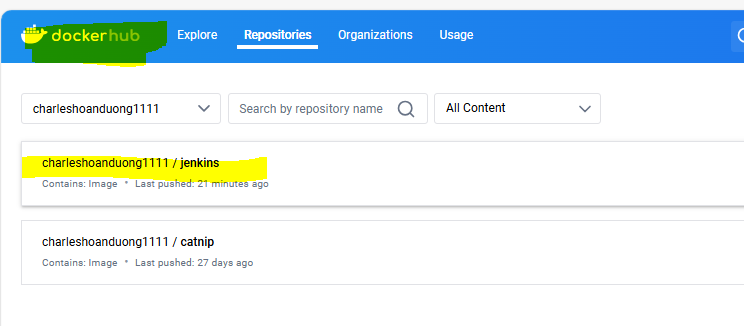 dockerhub Explore Repositories Organizations Usage
charleshoanduong1111 Search by repository name All Content
charleshoanduong1111 / jenkins
Contains: Image • Last pushed: 21 minutes ago
charleshoanduong1111 / catnip
Contains: Image • Last pushed: 27 days ago